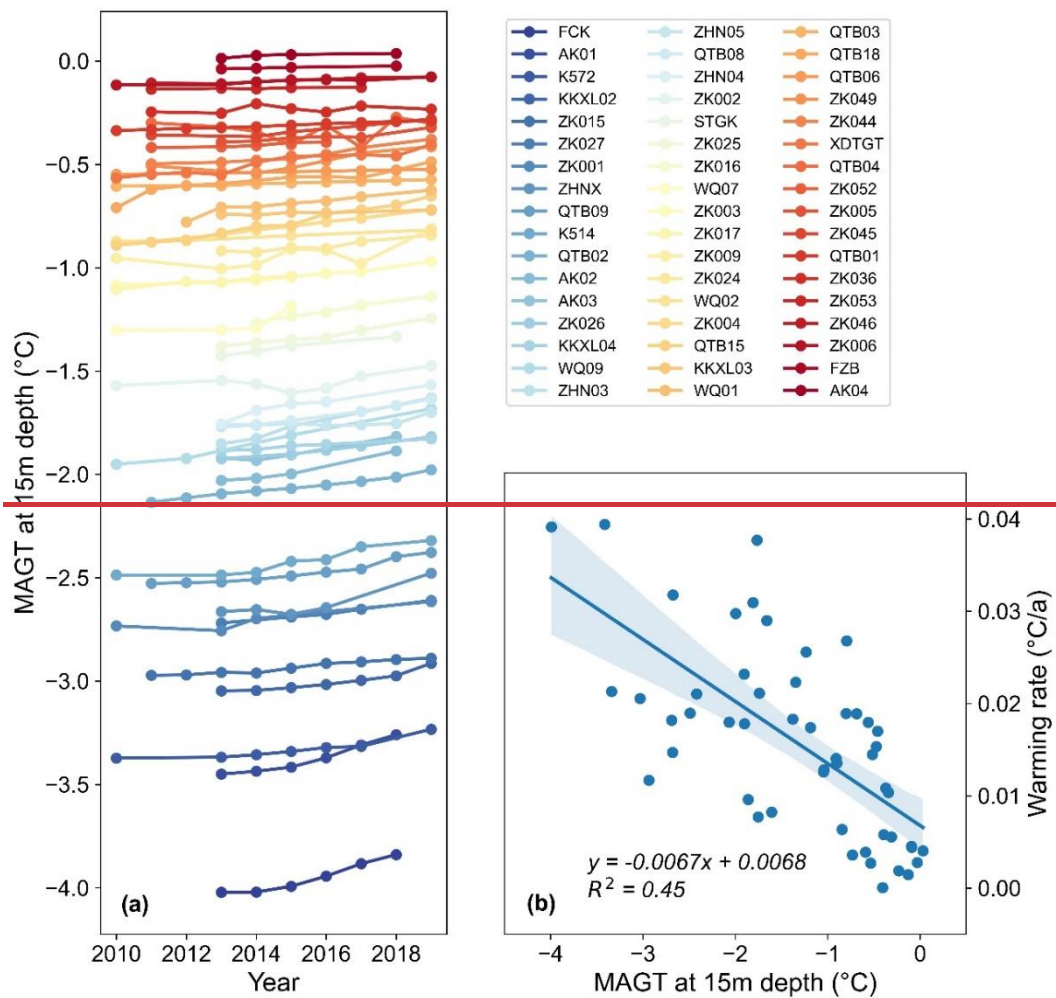 0.0
−0.5
−1.0
−1.5
−2.0
−2.5
−3.0
−3.5
−4.0
MAGT at 15m depth (°C)
2010 2012 2014 2016 2018
Year
(a)
FCK
AK01
K572
KKXL02
ZK015
ZK027
ZK001
ZHNX
QTB09
K514
QTB02
AK02
AK03
ZK026
KKXL04
WQ09
ZHN03
ZHN05
QTB08
ZHN04
ZK002
STGK
ZK025
ZK016
WQ07
ZK003
ZK017
ZK009
ZK024
WQ02
ZK004
QTB15
KKXL03
WQ01
QTB03
QTB18
QTB06
ZK049
ZK044
XDTGT
QTB04
ZK052
ZK005
ZK045
QTB01
ZK036
ZK053
ZK046
ZK006
FZB
AK04
0.04
0.03
0.02
0.01
0.00
Warming rate (°C/a)
y = -0.0067x + 0.0068
R² = 0.45
(b)
−4 −3 −2 −1 0
MAGT at 15m depth (°C)